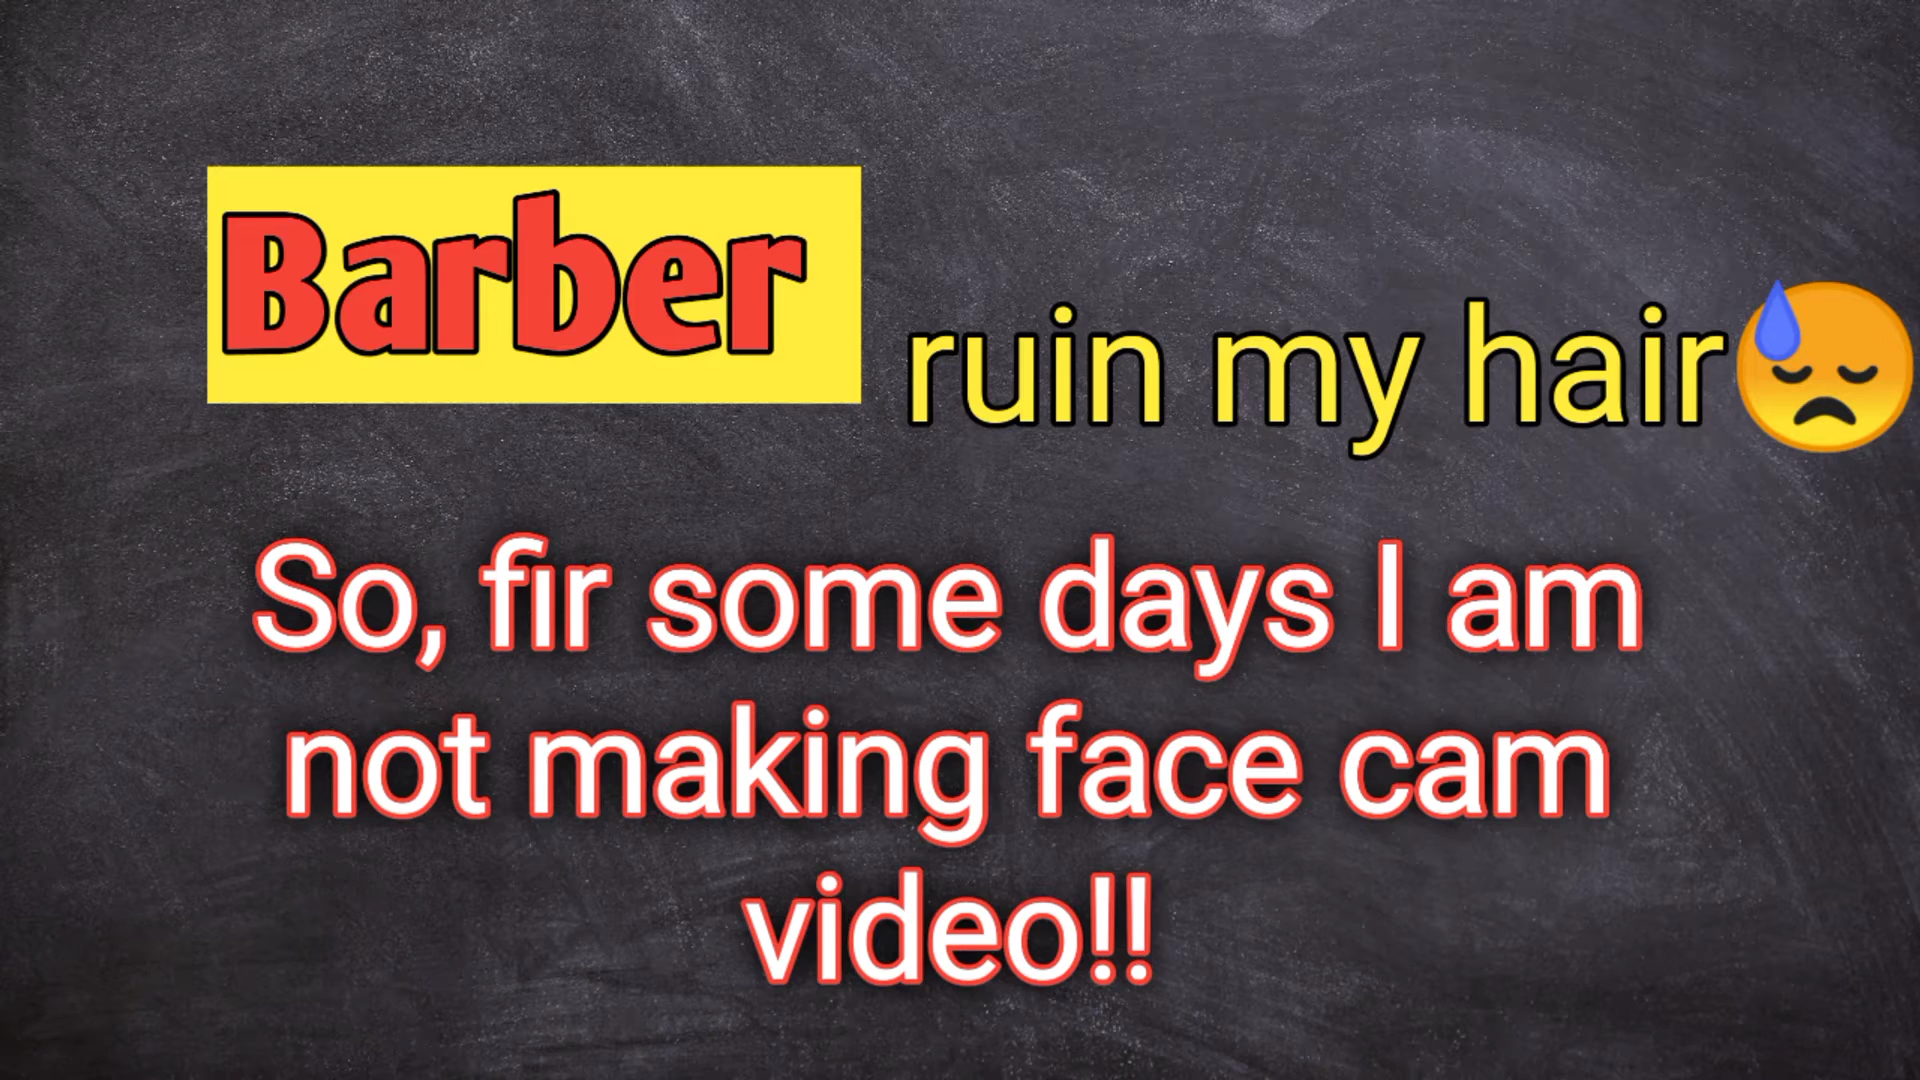 Barber ruin my hair😓
So, fir some days I am
not making face cam
video!!